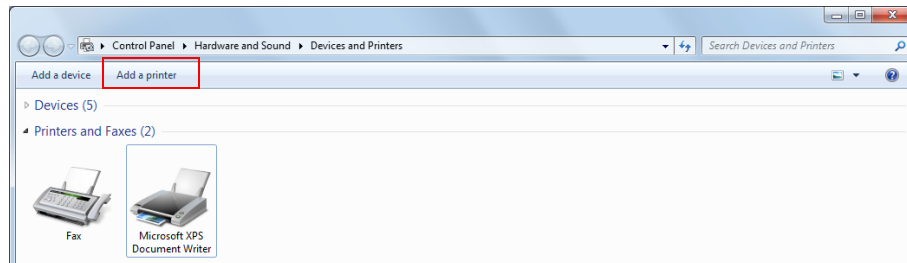 Control Panel Hardware and Sound Devices and Printers Search Devices and Printers
Add a device Add a printer
Devices (5)
Printers and Faxes (2)
Fax
Microsoft XPS
Document Writer